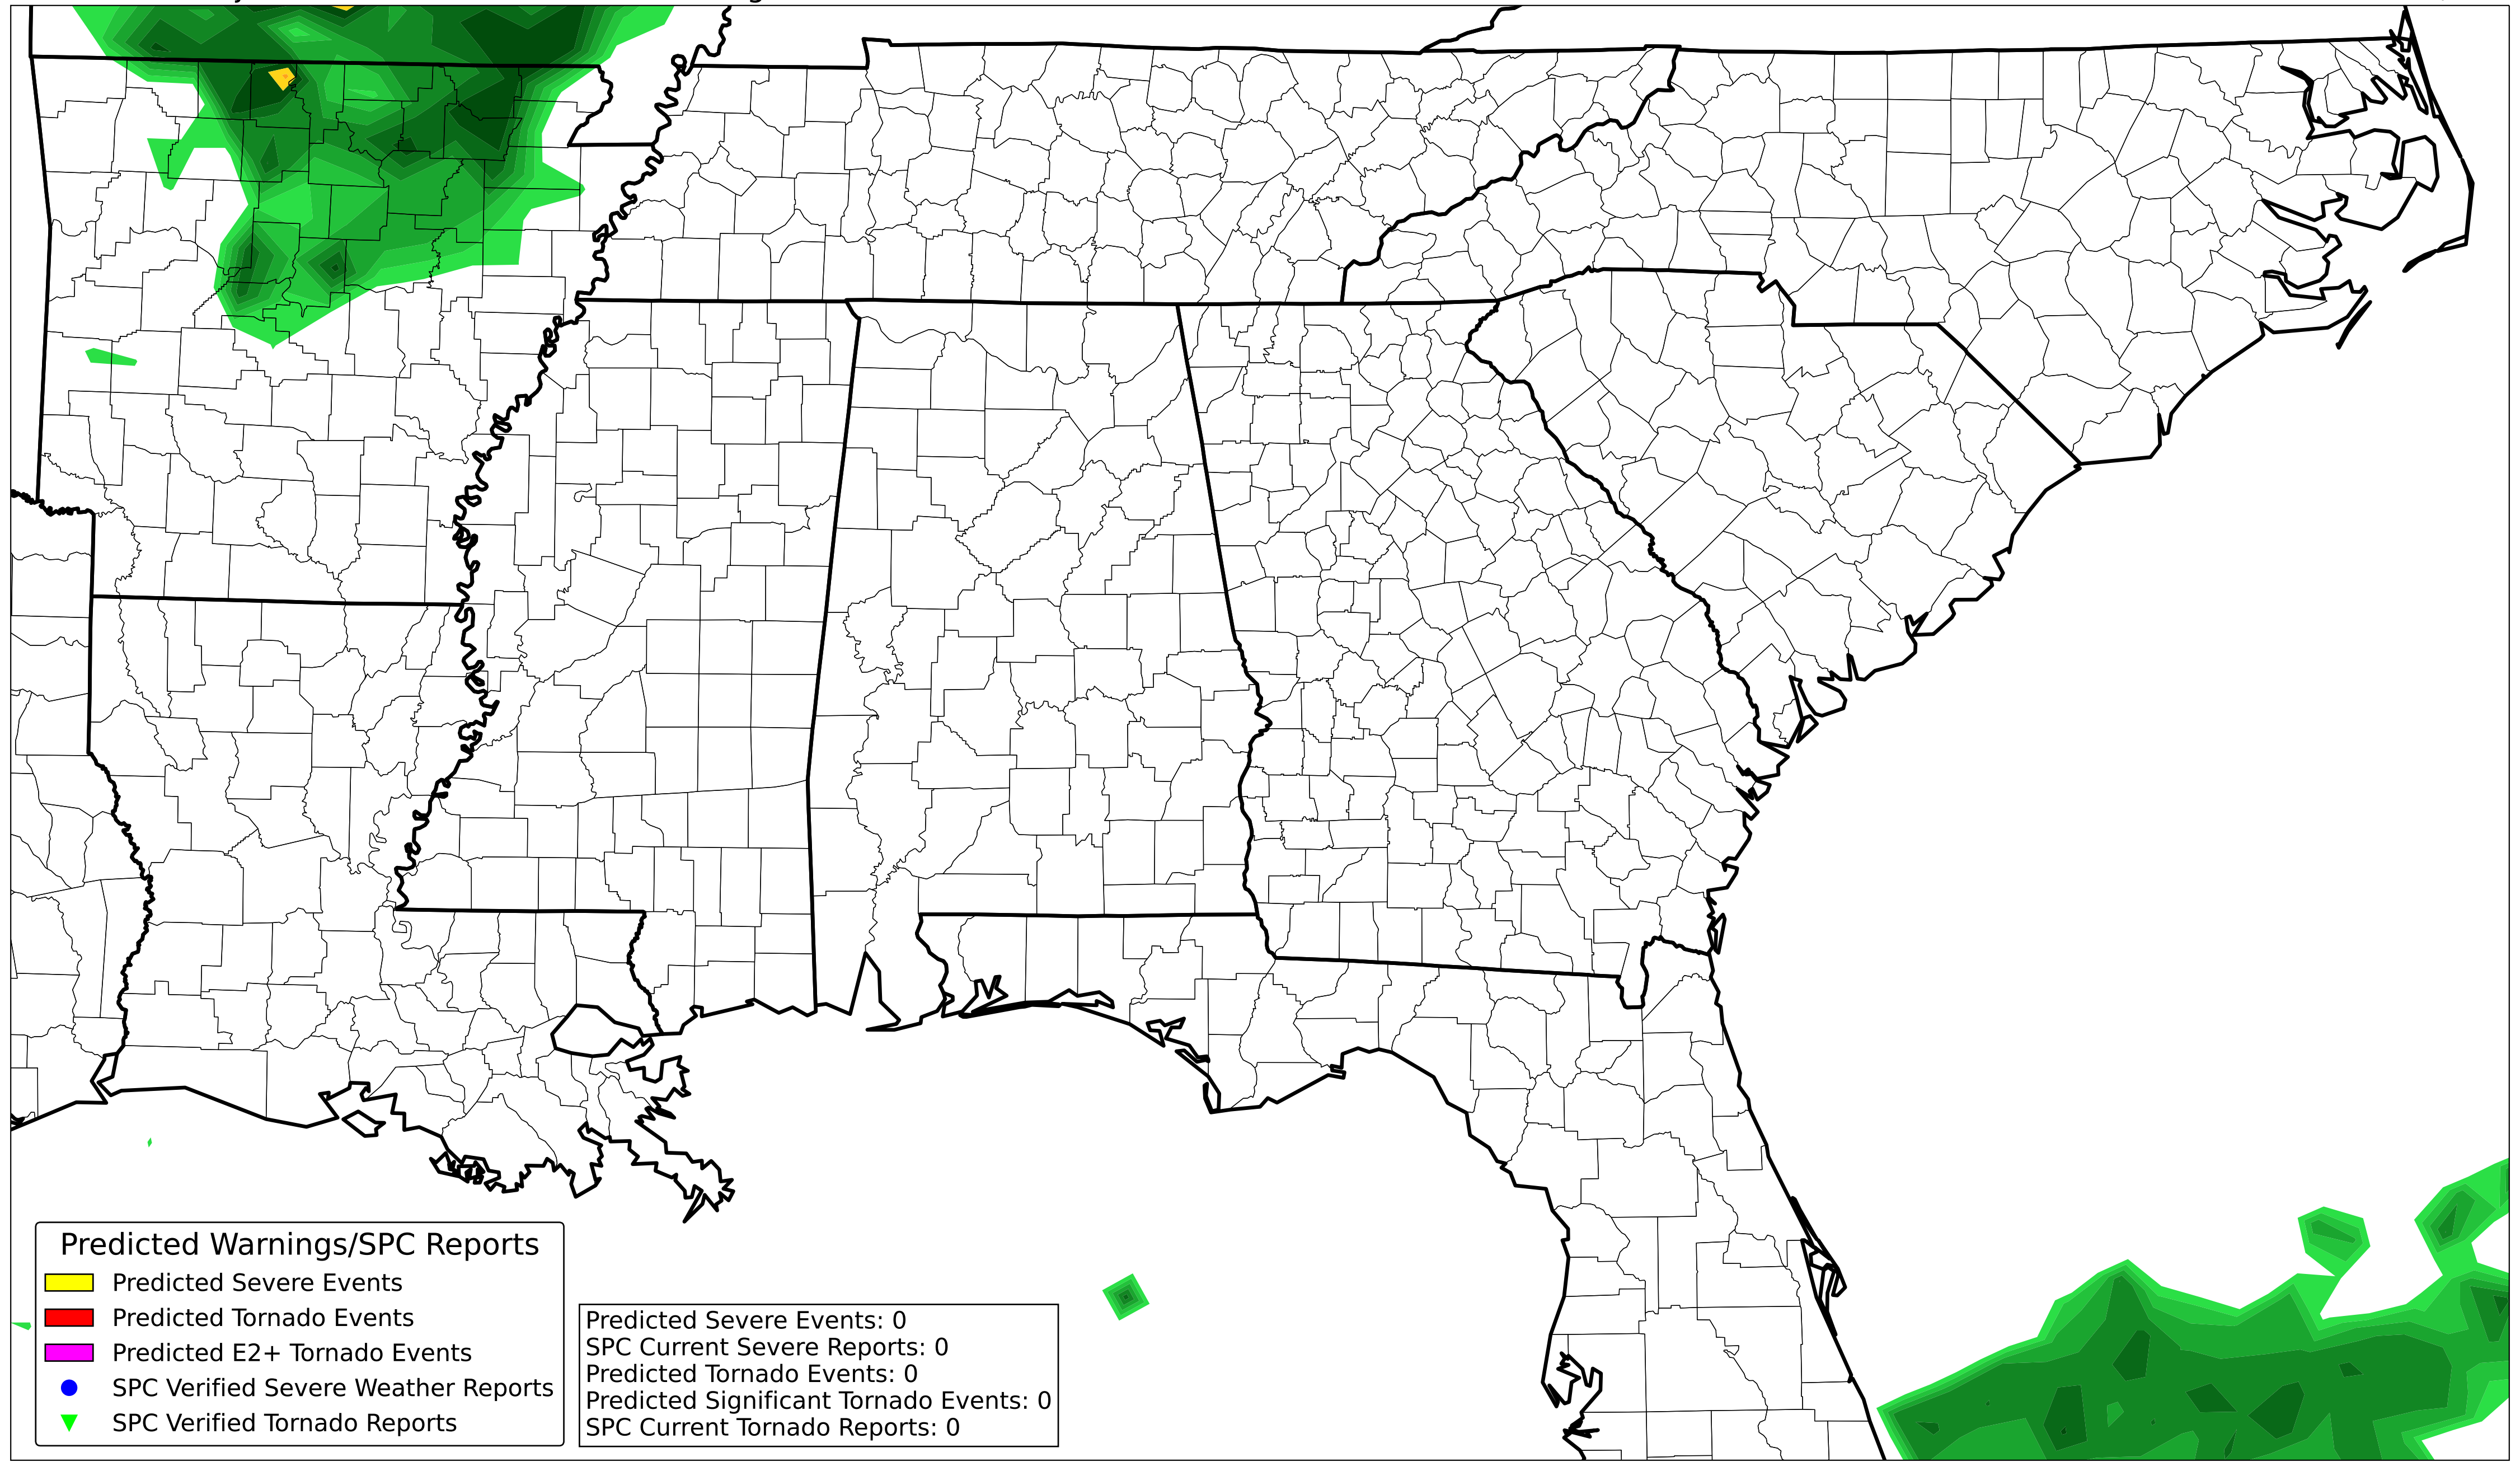 Predicted Warnings/SPC Reports
Predicted Severe Events
Predicted Tornado Events
Predicted E2+ Tornado Events
SPC Verified Severe Weather Reports
SPC Verified Tornado Reports
Predicted Severe Events: 0
SPC Current Severe Reports: 0
Predicted Tornado Events: 0
Predicted Significant Tornado Events: 0
SPC Current Tornado Reports: 0